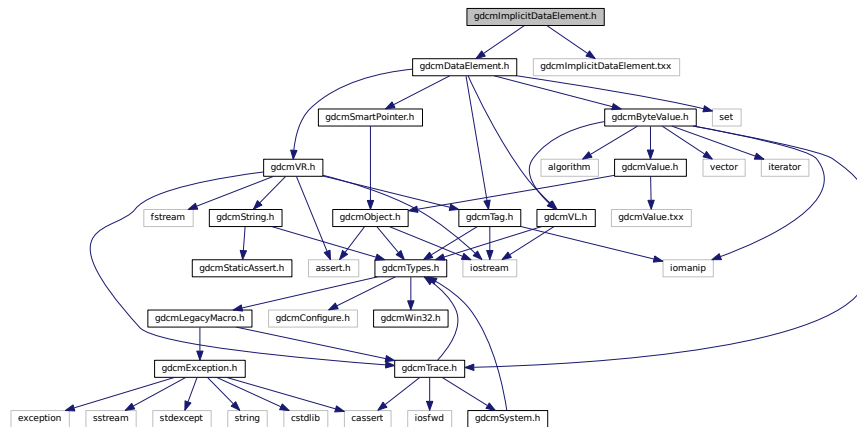 gdcmImplicitDataElement.h
gdcmDataElement.h
gdcmImplicitDataElement.txx
gdcmSmartPointer.h
gdcmByteValue.h
set
gdcmVR.h
algorithm
gdcmValue.h
vector
iterator
fstream
gdcmString.h
gdcmObject.h
gdcmTag.h
gdcmVL.h
gdcmValue.txx
gdcmStaticAssert.h
assert.h
gdcmTypes.h
iostream
iomanip
gdcmLegacyMacro.h
gdcmConfigure.h
gdcmWin32.h
gdcmException.h
gdcmTrace.h
exception
sstream
stdexcept
string
cstdlib
cassert
iosfwd
gdcmSystem.h